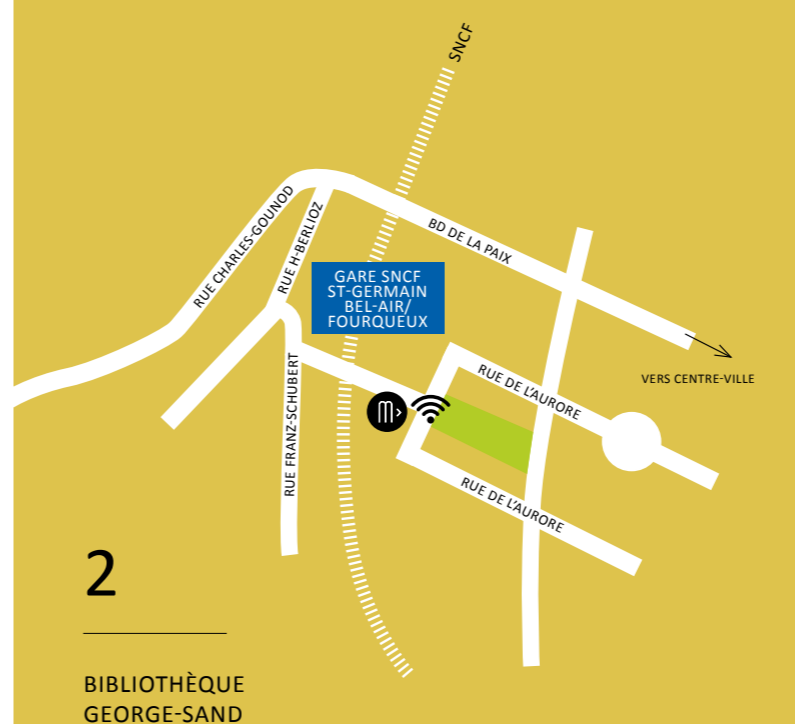 SNCF
RUE CHARLES-GOUNOD
RUE H-BERLIOZ
BD DE LA PAIX
GARE SNCF
ST-GERMAIN
BEL-AIR/
FOURQUEUX
VERS CENTRE-VILLE
RUE DE L'AURORE
RUE FRANZ-SCHUBERT
M>
RUE DE L'AURORE
2
BIBLIOTHÈQUE
GEORGE-SAND